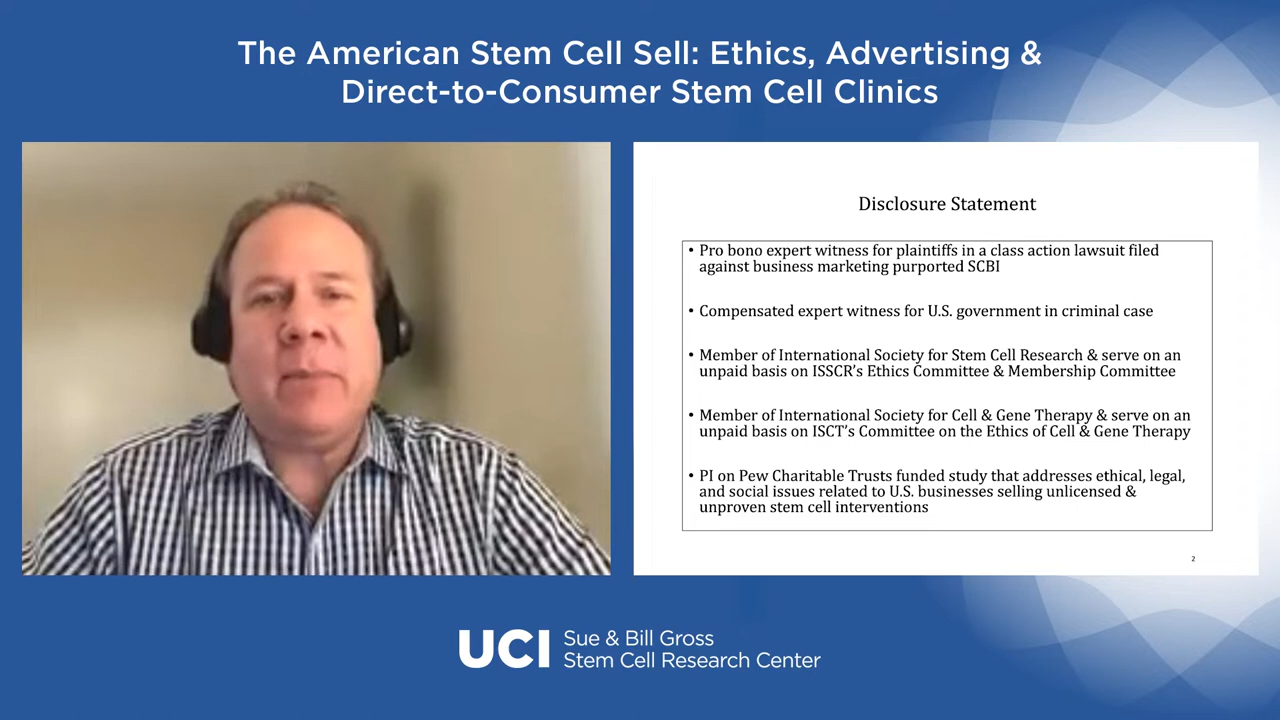 The American Stem Cell Sell: Ethics, Advertising &
Direct-to-Consumer Stem Cell Clinics
Disclosure Statement
• Pro bono expert witness for plaintiffs in a class action lawsuit filed
against business marketing purported SCBI
• Compensated expert witness for U.S. government in criminal case
• Member of International Society for Stem Cell Research & serve on an
unpaid basis on ISSCR's Ethics Committee & Membership Committee
• Member of International Society for Cell & Gene Therapy & serve on an
unpaid basis on ISCT's Committee on the Ethics of Cell & Gene Therapy
• PI on Pew Charitable Trusts funded study that addresses ethical, legal,
and social issues related to U.S. businesses selling unlicensed &
unproven stem cell interventions
2
UCI Sue & Bill Gross
Stem Cell Research Center